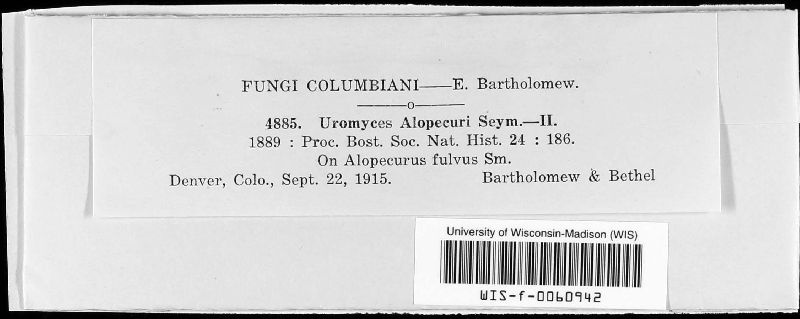 FUNGI COLUMBIANI——E. Bartholomew.
———o———
4885. Uromyces Alopecuri Seym.—II.
1889 : Proc. Bost. Soc. Nat. Hist. 24 : 186.
On Alopecurus fulvus Sm.
Denver, Colo., Sept. 22, 1915. Bartholomew & Bethel
University of Wisconsin-Madison (WIS)
WIS-f-0060942